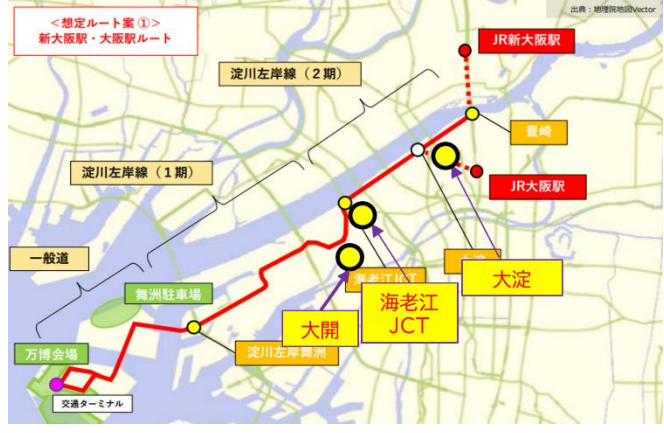 出典：地理院地図Vector
＜想定ルート案①＞
新大阪駅・大阪駅ルート
JR新大阪駅
淀川左岸線（２期）
豊崎
淀川左岸線（１期）
JR大阪駅
一般道
大淀
舞洲駐車場
海老江JCT
大淀
海老江
JCT
大開
万博会場
淀川左岸舞洲
交通ターミナル